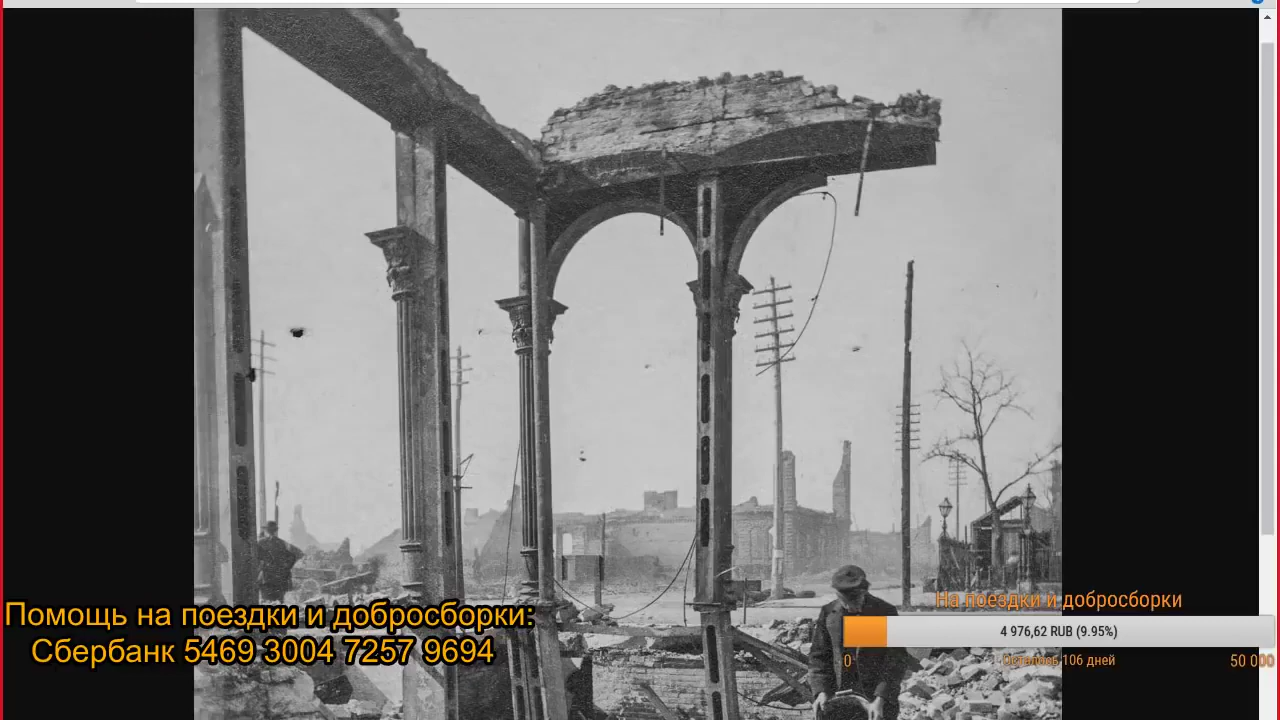 Помощь на поездки и добросборки:
Сбербанк 5469 3004 7257 9694
На поездки и добросборки
4 976,62 RUB (9.95%)
0
Осталось 106 дней
50 000